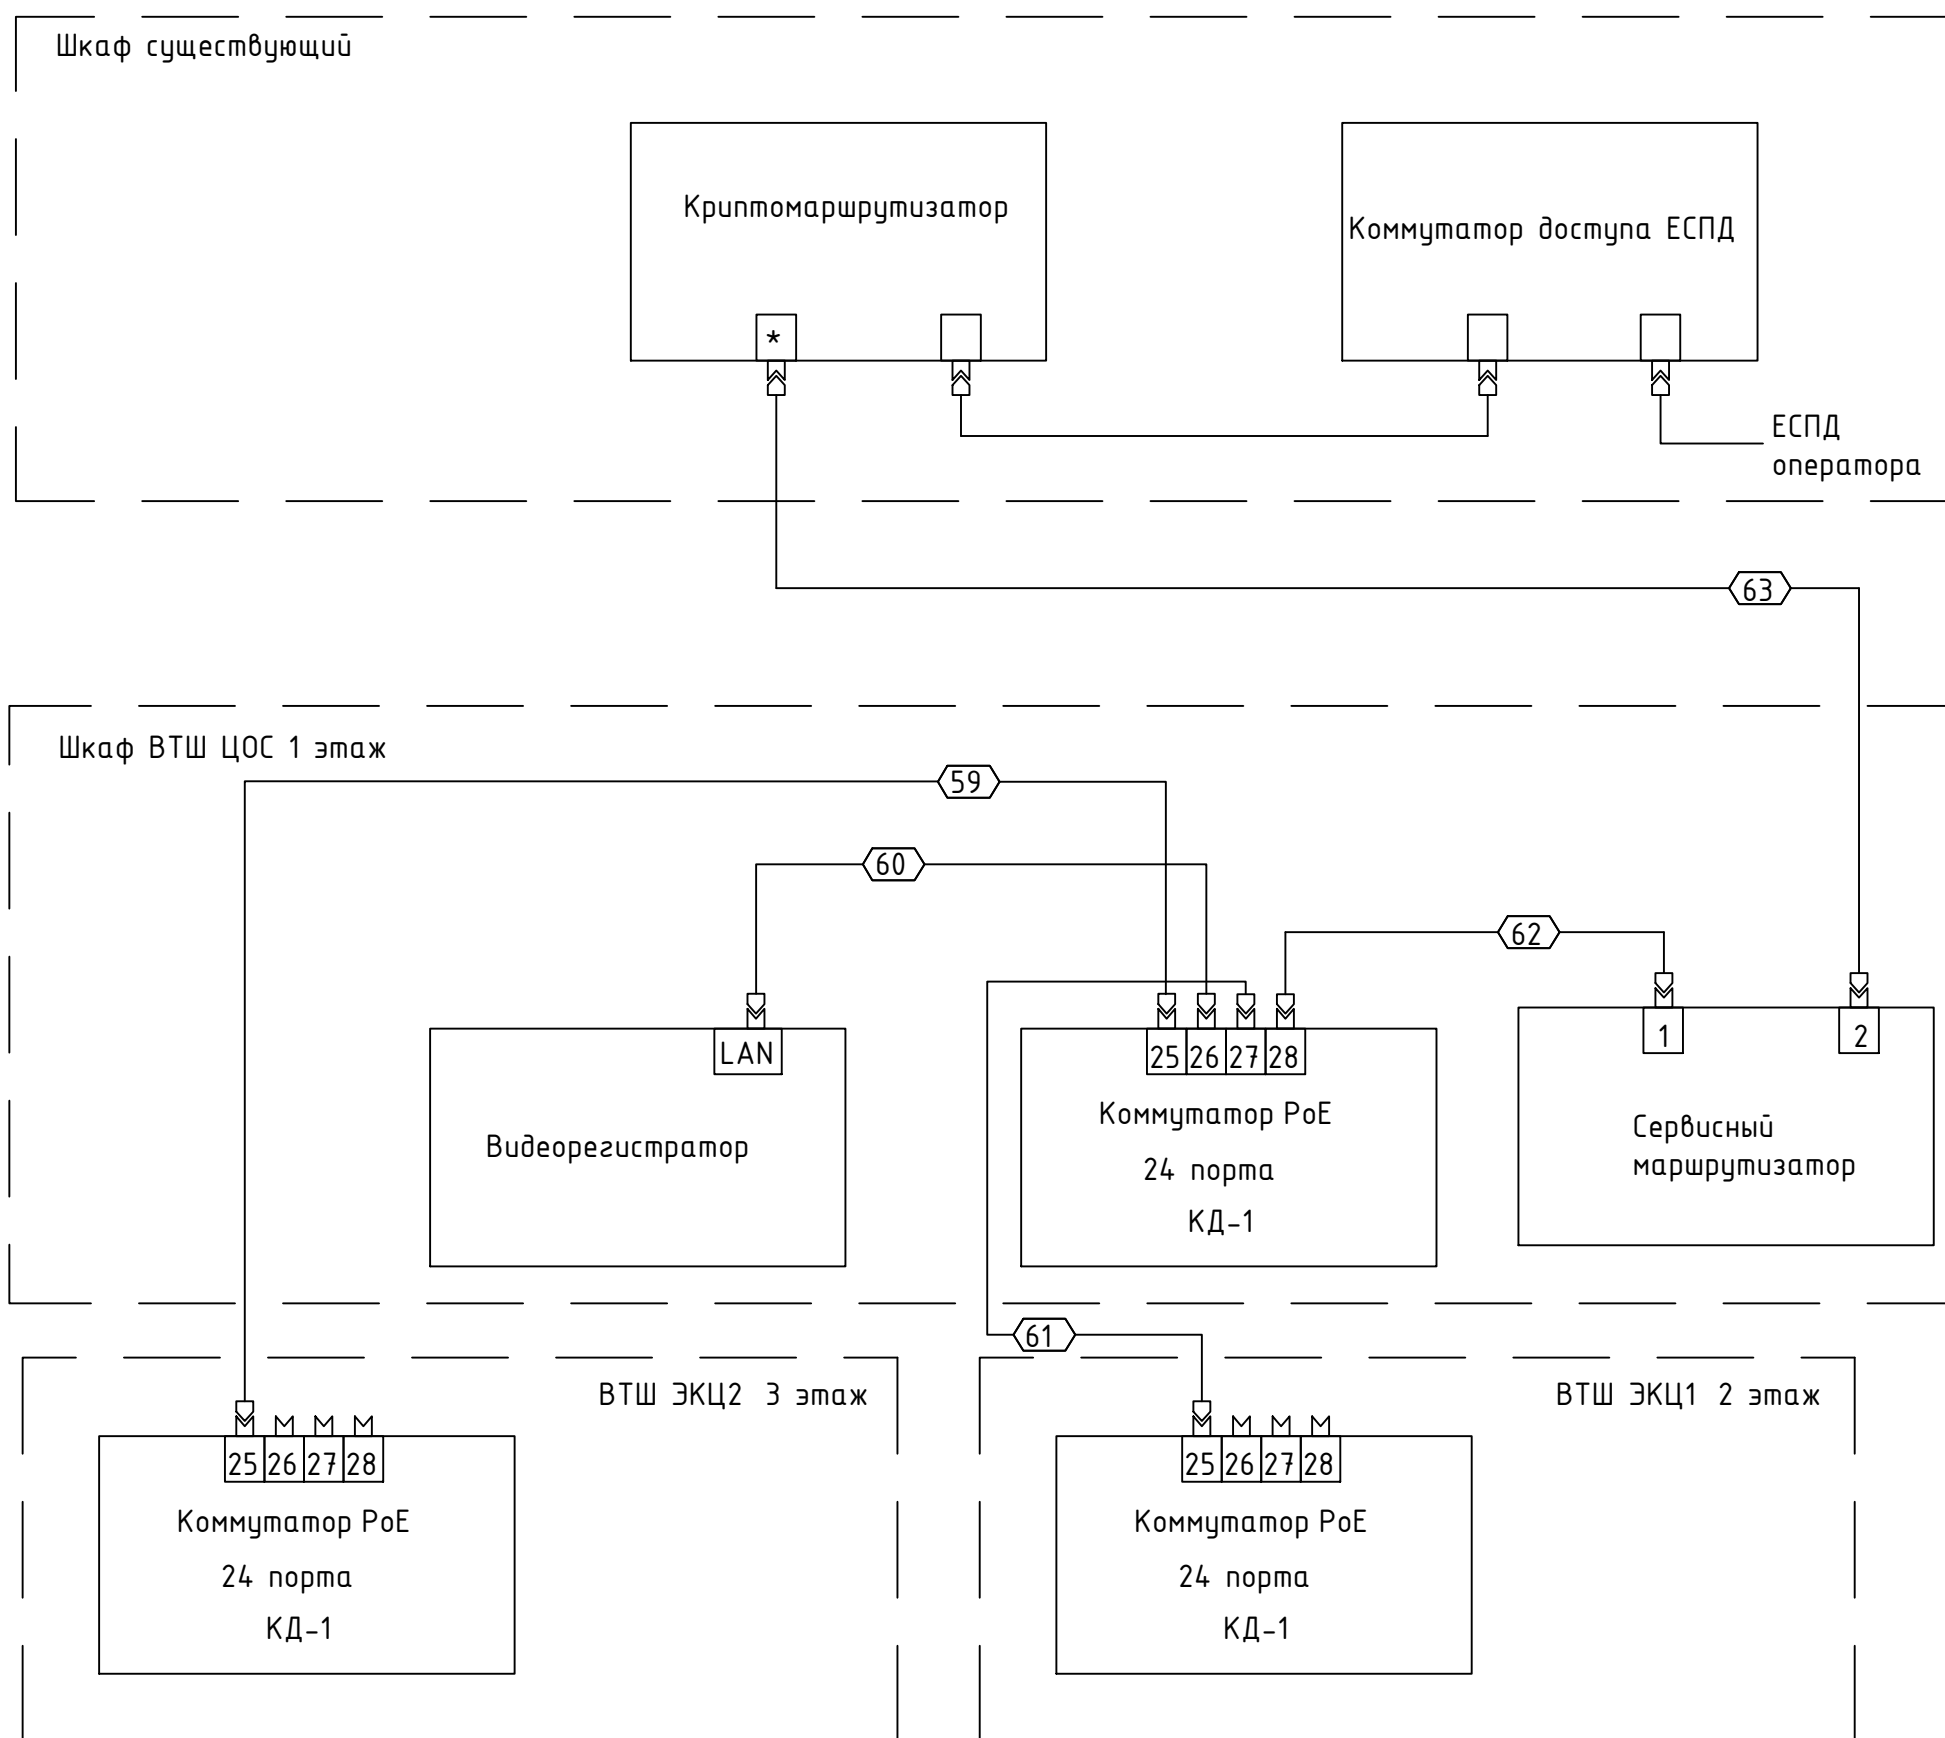 Шкаф существующий
Криптомаршрутизатор
Коммутатор доступа ЕСПД
*
ЕСПД
оператора
63
Шкаф ВТШ ЦОС 1 этаж
59
60
62
LAN
25 26 27 28
1
2
Видеорегистратор
Коммутатор PoE
24 порта
КД-1
Сервисный
маршрутизатор
61
ВТШ ЭКЦ2 3 этаж
25 26 27 28
Коммутатор PoE
24 порта
КД-1
ВТШ ЭКЦ1 2 этаж
25 26 27 28
Коммутатор PoE
24 порта
КД-1